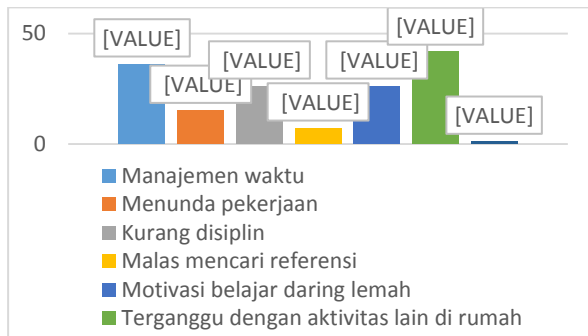 50
[VALUE]
[VALUE]
[VALUE]
[VALUE]
[VALUE]
[VALUE]
[VALUE]
0
Manajemen waktu
Menunda pekerjaan
Kurang disiplin
Malas mencari referensi
Motivasi belajar daring lemah
Terganggu dengan aktivitas lain di rumah